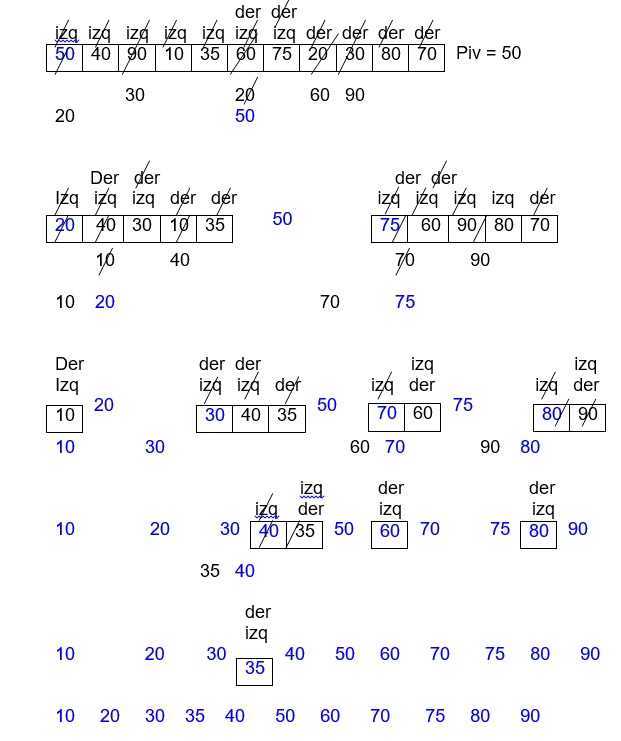 der der
izq izq izq izq izq izq izq der der der der
50 40 90 10 35 60 75 20 30 80 70 Piv = 50
30 20 60 90
20 50
Der der der der
Izq izq izq der der izq izq izq izq der
20 40 30 10 35 50 75 60 90 80 70
10 40 70 90
10 20 70 75
Der der der izq izq
Izq izq izq der izq der izq der
10 20 30 40 35 50 70 60 75 80 90
10 30 60 70 90 80
izq der der
izq der izq izq
10 20 30 40 35 50 60 70 75 80 90
35 40
der
izq
10 20 30 35 40 50 60 70 75 80 90
10 20 30 35 40 50 60 70 75 80 90